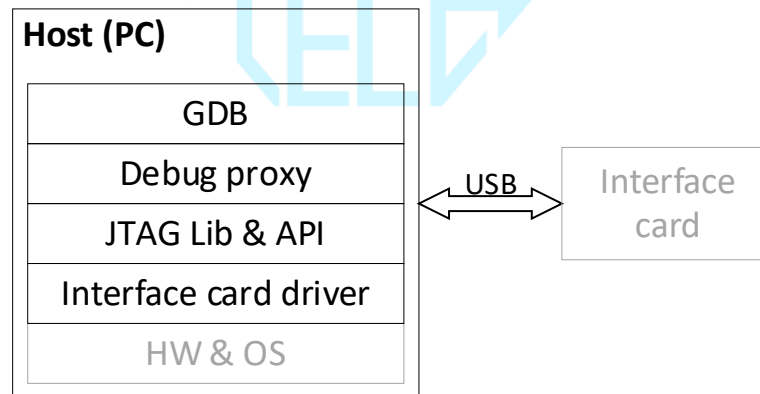 Host (PC)
GDB
Debug proxy
JTAG Lib & API
Interface card driver
HW & OS
USB
Interface
card